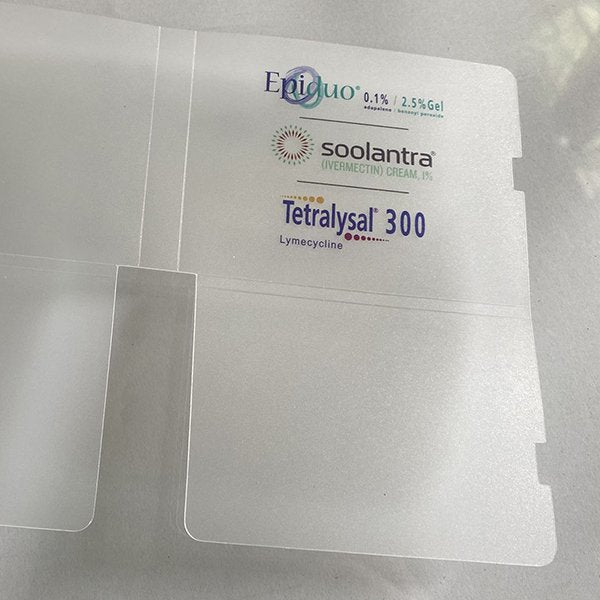 Epiduo® 0.1% / 2.5% Gel
adapalene / benzoyl peroxide
soolantra®
(IVERMECTIN) CREAM, 1%
Tetralysal® 300
Lymecycline